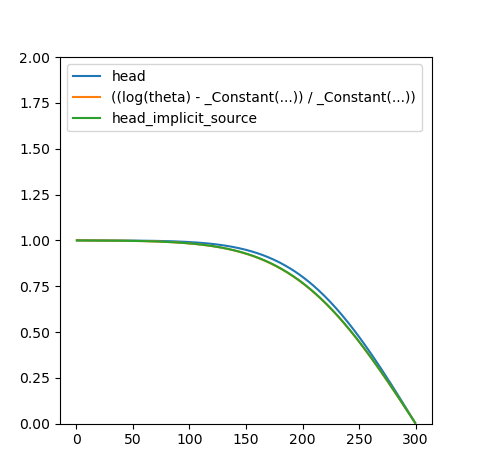 2.00
1.75
1.50
1.25
1.00
0.75
0.50
0.25
0.00
head
((log(theta) - _Constant(...)) / _Constant(...))
head_implicit_source
0 50 100 150 200 250 300